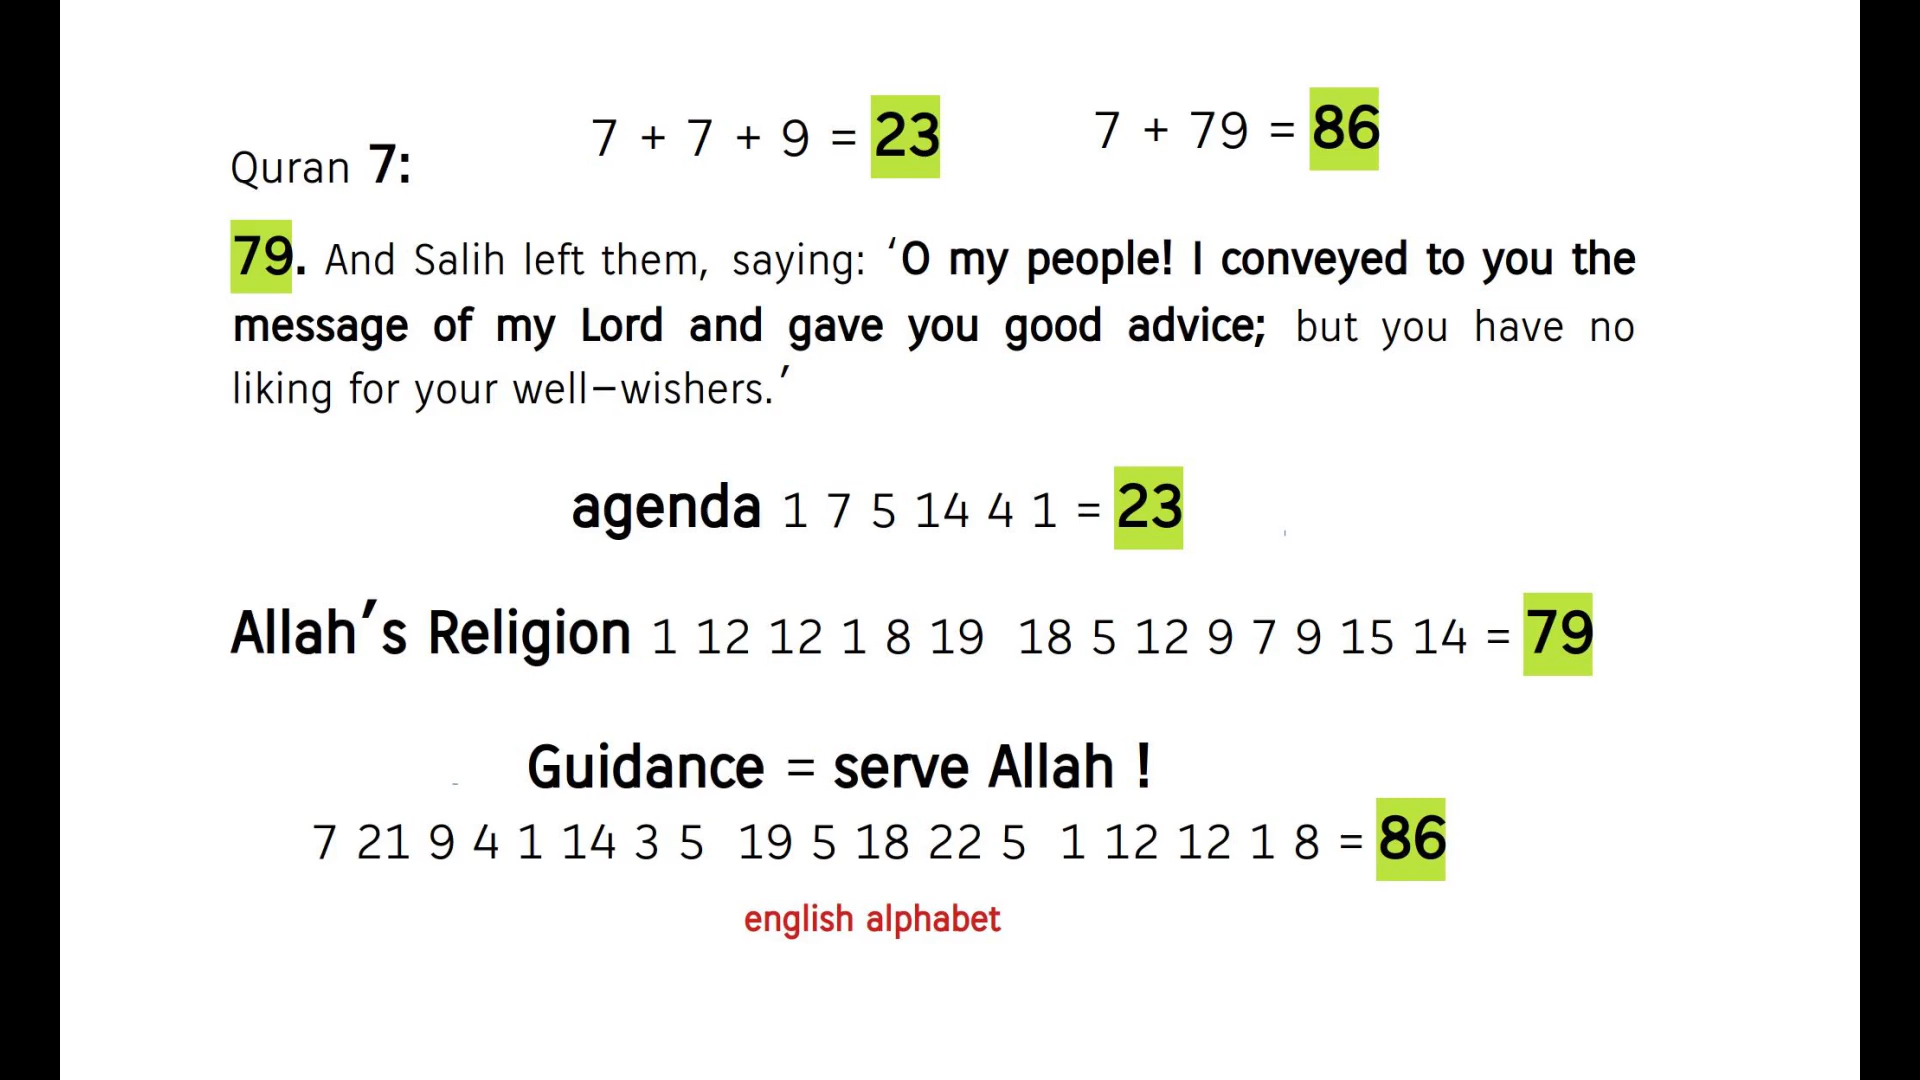 7 + 7 + 9 = 23
7 + 79 = 86
Quran 7:
79. And Salih left them, saying: ‘O my people! I conveyed to you the
message of my Lord and gave you good advice; but you have no
liking for your well–wishers.’
agenda 1 7 5 14 4 1 = 23
Allah’s Religion 1 12 12 1 8 19 18 5 12 9 7 9 15 14 = 79
Guidance = serve Allah !
7 21 9 4 1 14 3 5 19 5 18 22 5 1 12 12 1 8 = 86
english alphabet